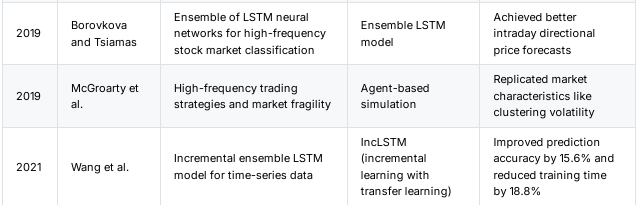 2019
Borovkova
and Tsiamas
Ensemble of LSTM neural
networks for high-frequency
stock market classification
Ensemble LSTM
model
Achieved better
intraday directional
price forecasts
2019
McGroarty et
al.
High-frequency trading
strategies and market fragility
Agent-based
simulation
Replicated market
characteristics like
clustering volatility
2021
Wang et al.
Incremental ensemble LSTM
model for time-series data
IncLSTM
(incremental
learning with
transfer learning)
Improved prediction
accuracy by 15.6% and
reduced training time
by 18.8%